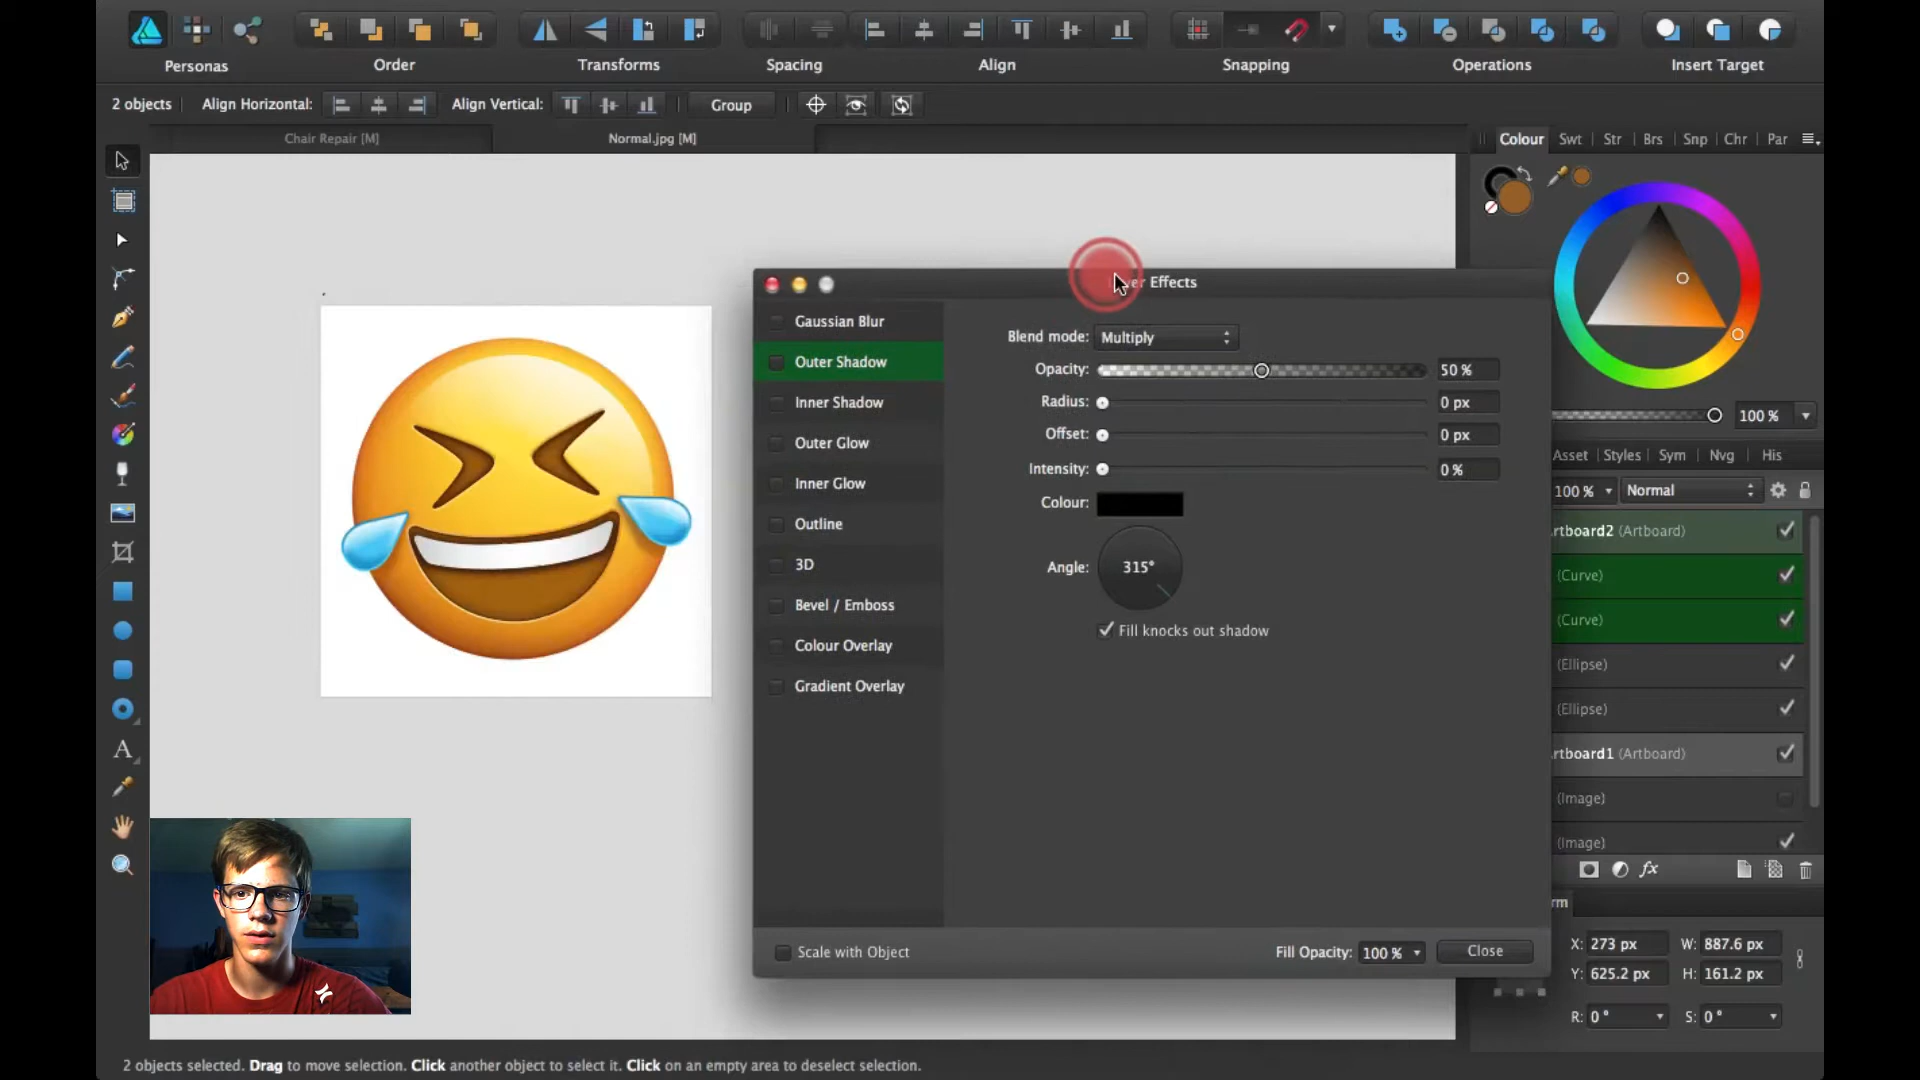 Personas Order Transforms Spacing Align Snapping Operations Insert Target
2 objects Align Horizontal: Align Vertical: Group
Chair Repair [M] Normal.jpg [M]
Colour Swt Str Brs Snp Chr Par
Layer Effects
Gaussian Blur
Outer Shadow
Inner Shadow
Outer Glow
Inner Glow
Outline
3D
Bevel / Emboss
Colour Overlay
Gradient Overlay
Blend mode: Multiply
Opacity: 50 %
Radius: 0 px
Offset: 0 px
Intensity: 0 %
Colour:
Angle: 315°
Fill knocks out shadow
Scale with Object Fill Opacity: 100 % Close
100 %
Asset Styles Sym Nvg His
100 % Normal
rtboard2 (Artboard)
(Curve)
(Curve)
(Ellipse)
(Ellipse)
rtboard1 (Artboard)
(Image)
(Image)
fx
rm
X: 273 px W: 887.6 px
Y: 625.2 px H: 161.2 px
R: 0 ° S: 0 °
A
2 objects selected. Drag to move selection. Click another object to select it. Click on an empty area to deselect selection.